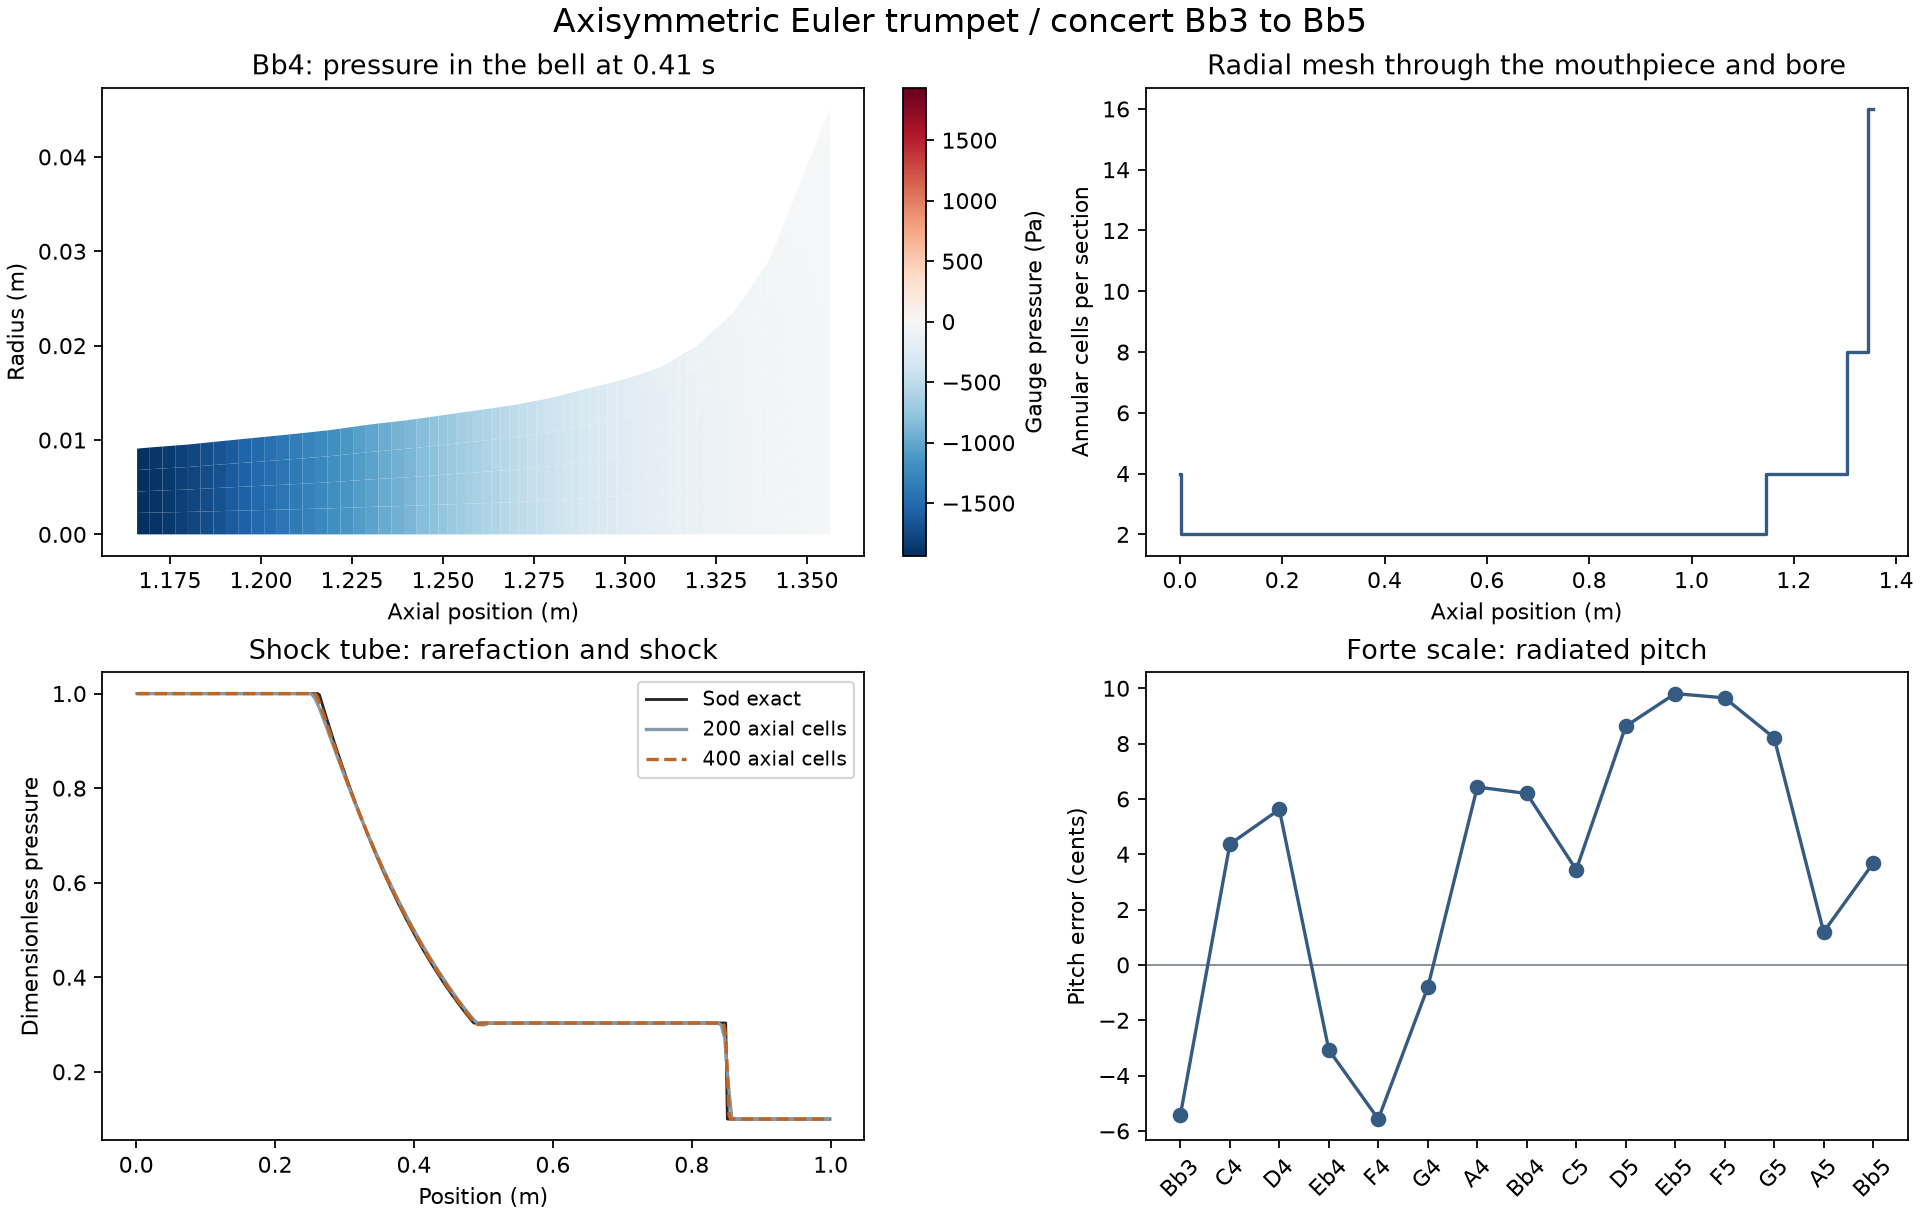 Axisymmetric Euler trumpet / concert Bb3 to Bb5
Bb4: pressure in the bell at 0.41 s
Radius (m)
0.04
0.03
0.02
0.01
0.00
1.175 1.200 1.225 1.250 1.275 1.300 1.325 1.350
Axial position (m)
1500
1000
500
0
−500
−1000
−1500
Gauge pressure (Pa)
Radial mesh through the mouthpiece and bore
Annular cells per section
16
14
12
10
8
6
4
2
0.0 0.2 0.4 0.6 0.8 1.0 1.2 1.4
Axial position (m)
Shock tube: rarefaction and shock
Dimensionless pressure
1.0
0.8
0.6
0.4
0.2
Sod exact
200 axial cells
400 axial cells
0.0 0.2 0.4 0.6 0.8 1.0
Position (m)
Forte scale: radiated pitch
Pitch error (cents)
10
8
6
4
2
0
−2
−4
−6
Bb3 C4 D4 Eb4 F4 G4 A4 Bb4 C5 D5 Eb5 F5 G5 A5 Bb5